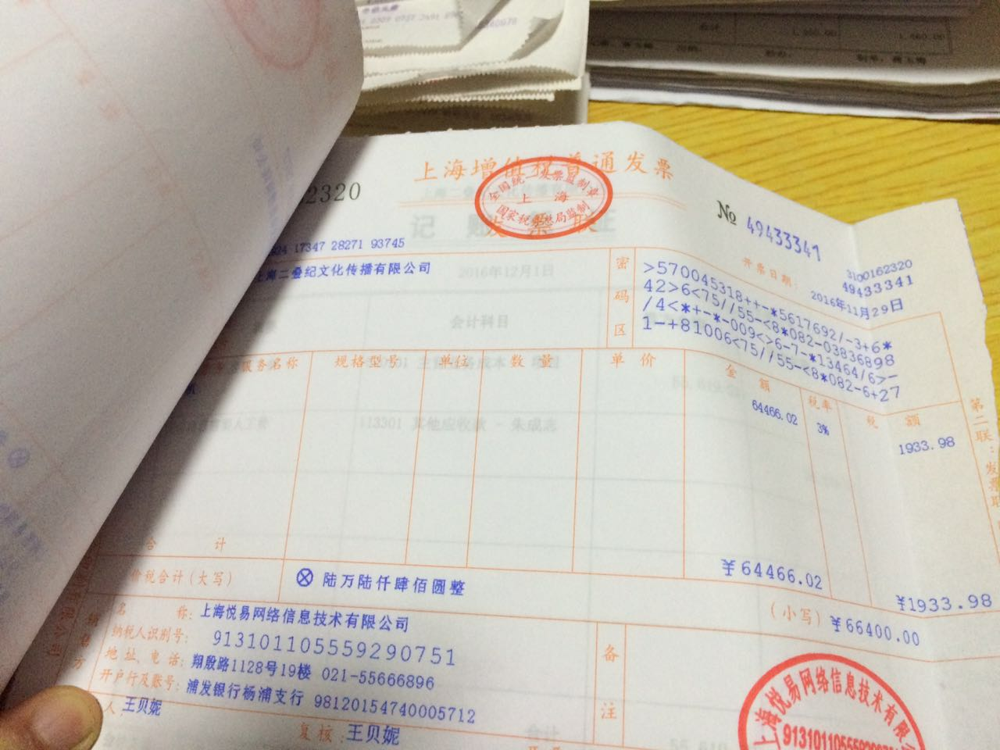 上海增值税普通发票
全国统一发票监制章
上海
国家税务总局监制
发票联
2320
№ 49433341
3100162320
49433341
开票日期: 2016年11月29日
17347 28271 93745
上海二叠纪文化传播有限公司
密码区
>570045318++-*5617692/-3+6*
42>6<75//55-<8*082-03836898
/4<*+-*-009<>6-7-*13464/6>-
1-+81006<75//55-<8*082-6+27
服务名称 规格型号 单位 数量 单价 金额 税率 税额
64466.02 3% 1933.98
合计 ¥64466.02 ¥1933.98
价税合计(大写) ⊗ 陆万陆仟肆佰圆整 (小写) ¥66400.00
名称: 上海悦易网络信息技术有限公司
纳税人识别号: 913101105559290751
地址、电话: 翔殷路1128号19楼 021-55666896
开户行及账号: 浦发银行杨浦支行 98120154740005712
备注
人: 王贝妮
复核: 王贝妮
第二联:发票联
上海悦易网络信息技术有限公
记账凭证
2016年12月1日
会计科目
其他应收款 - 朱成志
合计